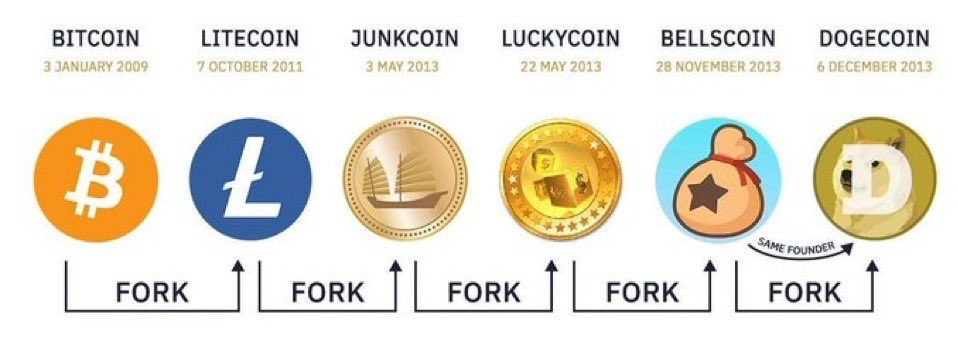 BITCOIN
3 JANUARY 2009
LITECOIN
7 OCTOBER 2011
JUNKCOIN
3 MAY 2013
LUCKYCOIN
22 MAY 2013
BELLSCOIN
28 NOVEMBER 2013
DOGECOIN
6 DECEMBER 2013
₿
Ł
$
D
SAME FOUNDER
FORK
FORK
FORK
FORK
FORK